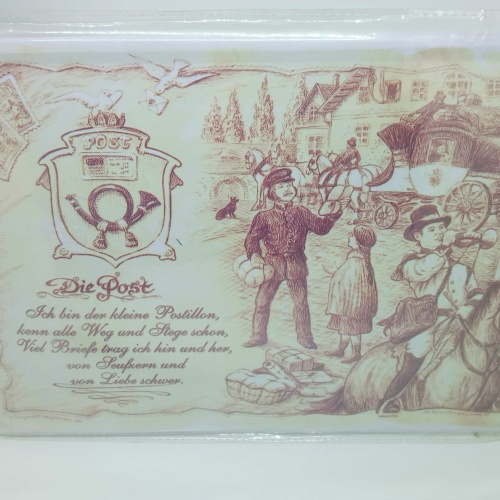 POST
Die Post
Ich bin der kleine Postillon,
kenn alle Weg und Stege schon,
Viel Briefe trag ich hin und her,
von Seufkern und
von Liebe schwer.